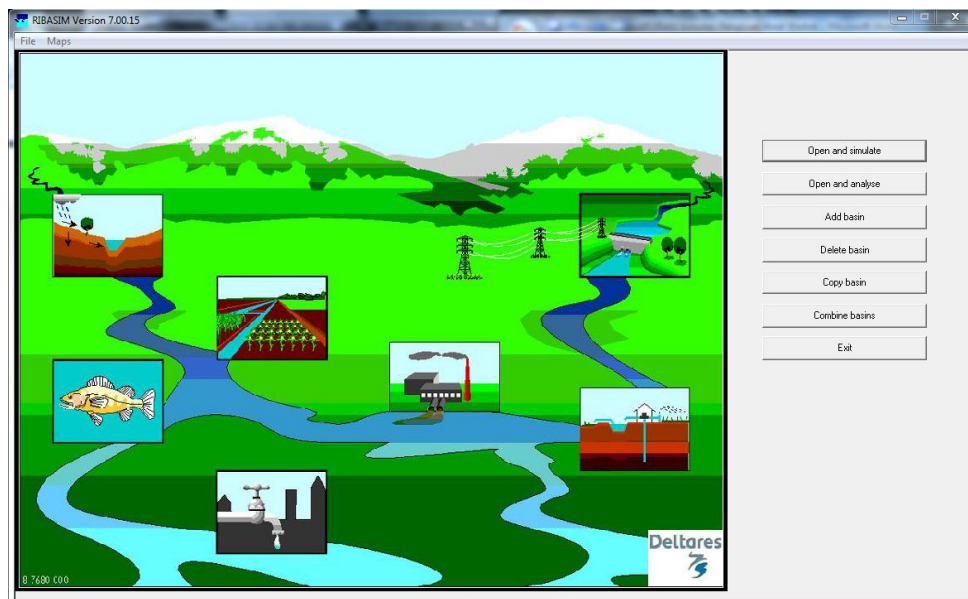 RIBASIM Version 7.00.15
File Maps
Open and simulate
Open and analyse
Add basin
Delete basin
Copy basin
Combine basins
Exit
Deltares